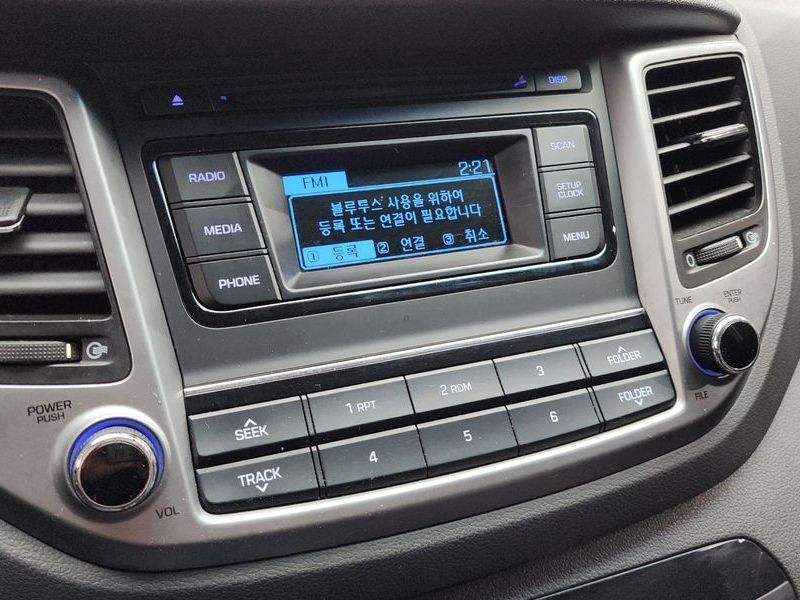 DISP
RADIO
MEDIA
PHONE
FM1 2:21
블루투스 사용을 위하여
등록 또는 연결이 필요합니다
① 등록 ② 연결 ③ 취소
SCAN
SETUP
CLOCK
MENU
TUNE
ENTER
PUSH
FILE
POWER
PUSH
VOL
SEEK
1 RPT
2 RDM
3
FOLDER
TRACK
4
5
6
FOLDER